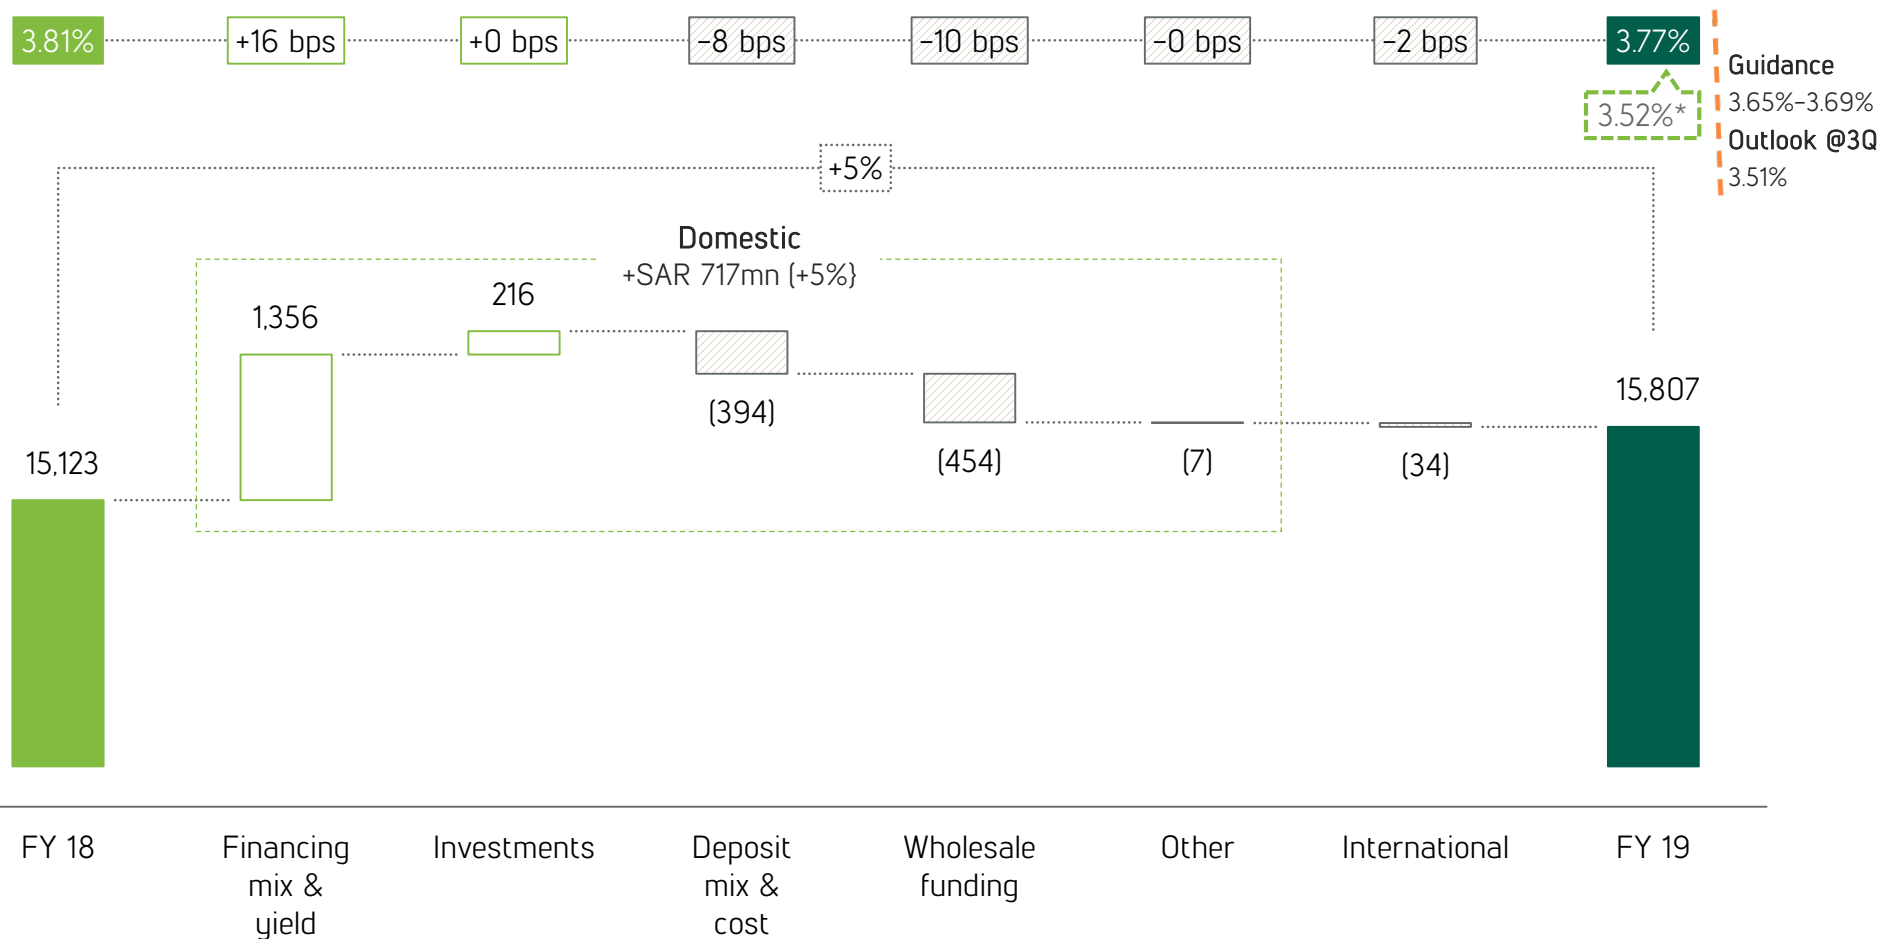 3.81%
+16 bps
+0 bps
-8 bps
-10 bps
-0 bps
-2 bps
3.77%
3.52%*
Guidance
3.65%-3.69%
Outlook @3Q
3.51%
+5%
Domestic
+SAR 717mn (+5%}
15,123
1,356
216
(394)
(454)
(7)
(34)
15,807
FY 18
Financing
mix &
yield
Investments
Deposit
mix &
cost
Wholesale
funding
Other
International
FY 19